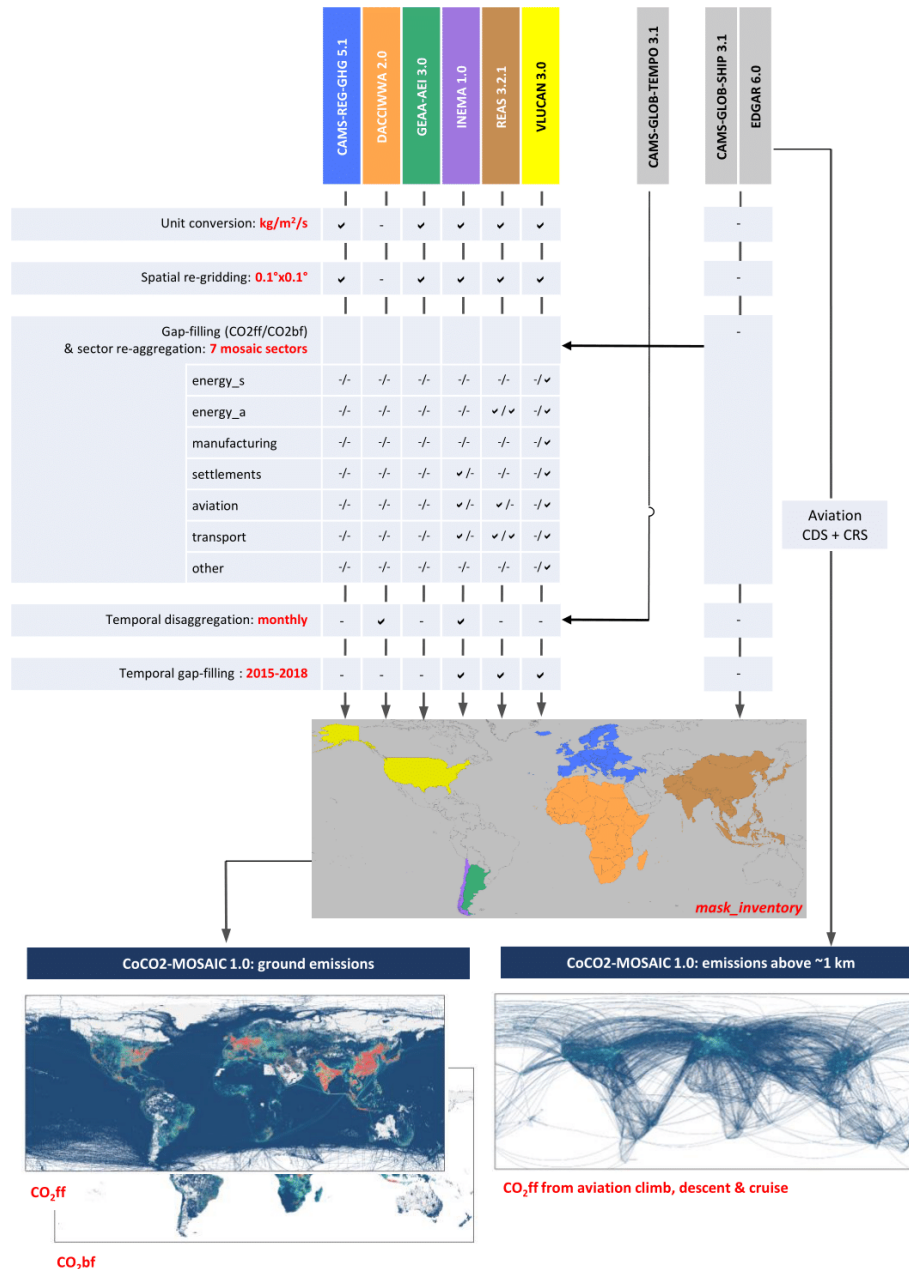 CAMS-REG-GHG 5.1
DACCIWWA 2.0
GEAA-AEI 3.0
INEMA 1.0
REAS 3.2.1
VLUCAN 3.0
CAMS-GLOB-TEMPO 3.1
CAMS-GLOB-SHIP 3.1
EDGAR 6.0
Unit conversion: kg/m²/s ✓ - ✓ ✓ ✓ ✓ -
Spatial re-gridding: 0.1°x0.1° ✓ - ✓ ✓ ✓ ✓ -
Gap-filling (CO2ff/CO2bf) -
& sector re-aggregation: 7 mosaic sectors
energy_s -/- -/- -/- -/- -/- -/✓
energy_a -/- -/- -/- -/- ✓/✓ -/✓
manufacturing -/- -/- -/- -/- -/- -/✓
settlements -/- -/- -/- ✓/- -/- -/✓
aviation -/- -/- -/- ✓/- ✓/- -/✓
transport -/- -/- -/- ✓/- ✓/✓ -/✓
other -/- -/- -/- -/- -/- -/✓
Aviation
CDS + CRS
Temporal disaggregation: monthly - ✓ - ✓ - - -
Temporal gap-filling : 2015-2018 - - - ✓ ✓ ✓ -
mask_inventory
CoCO2-MOSAIC 1.0: ground emissions
CoCO2-MOSAIC 1.0: emissions above ~1 km
CO₂ff
CO₂ff from aviation climb, descent & cruise
CO₂bf